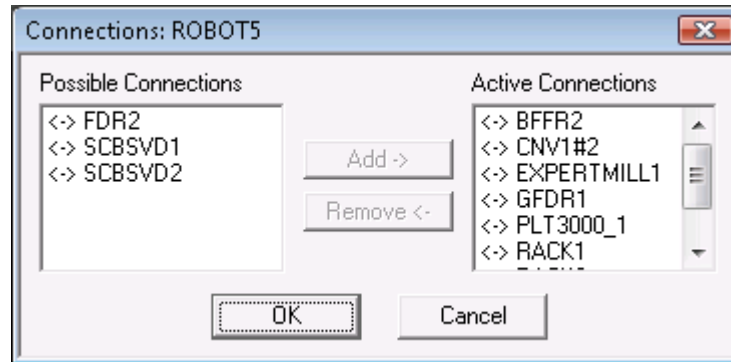 Connections: ROBOT5
Possible Connections
<-> FDR2
<-> SCBSVD1
<-> SCBSVD2
Add ->
Remove <-
Active Connections
<-> BFFR2
<-> CNV1#2
<-> EXPERTMILL1
<-> GFDR1
<-> PLT3000_1
<-> RACK1
OK
Cancel